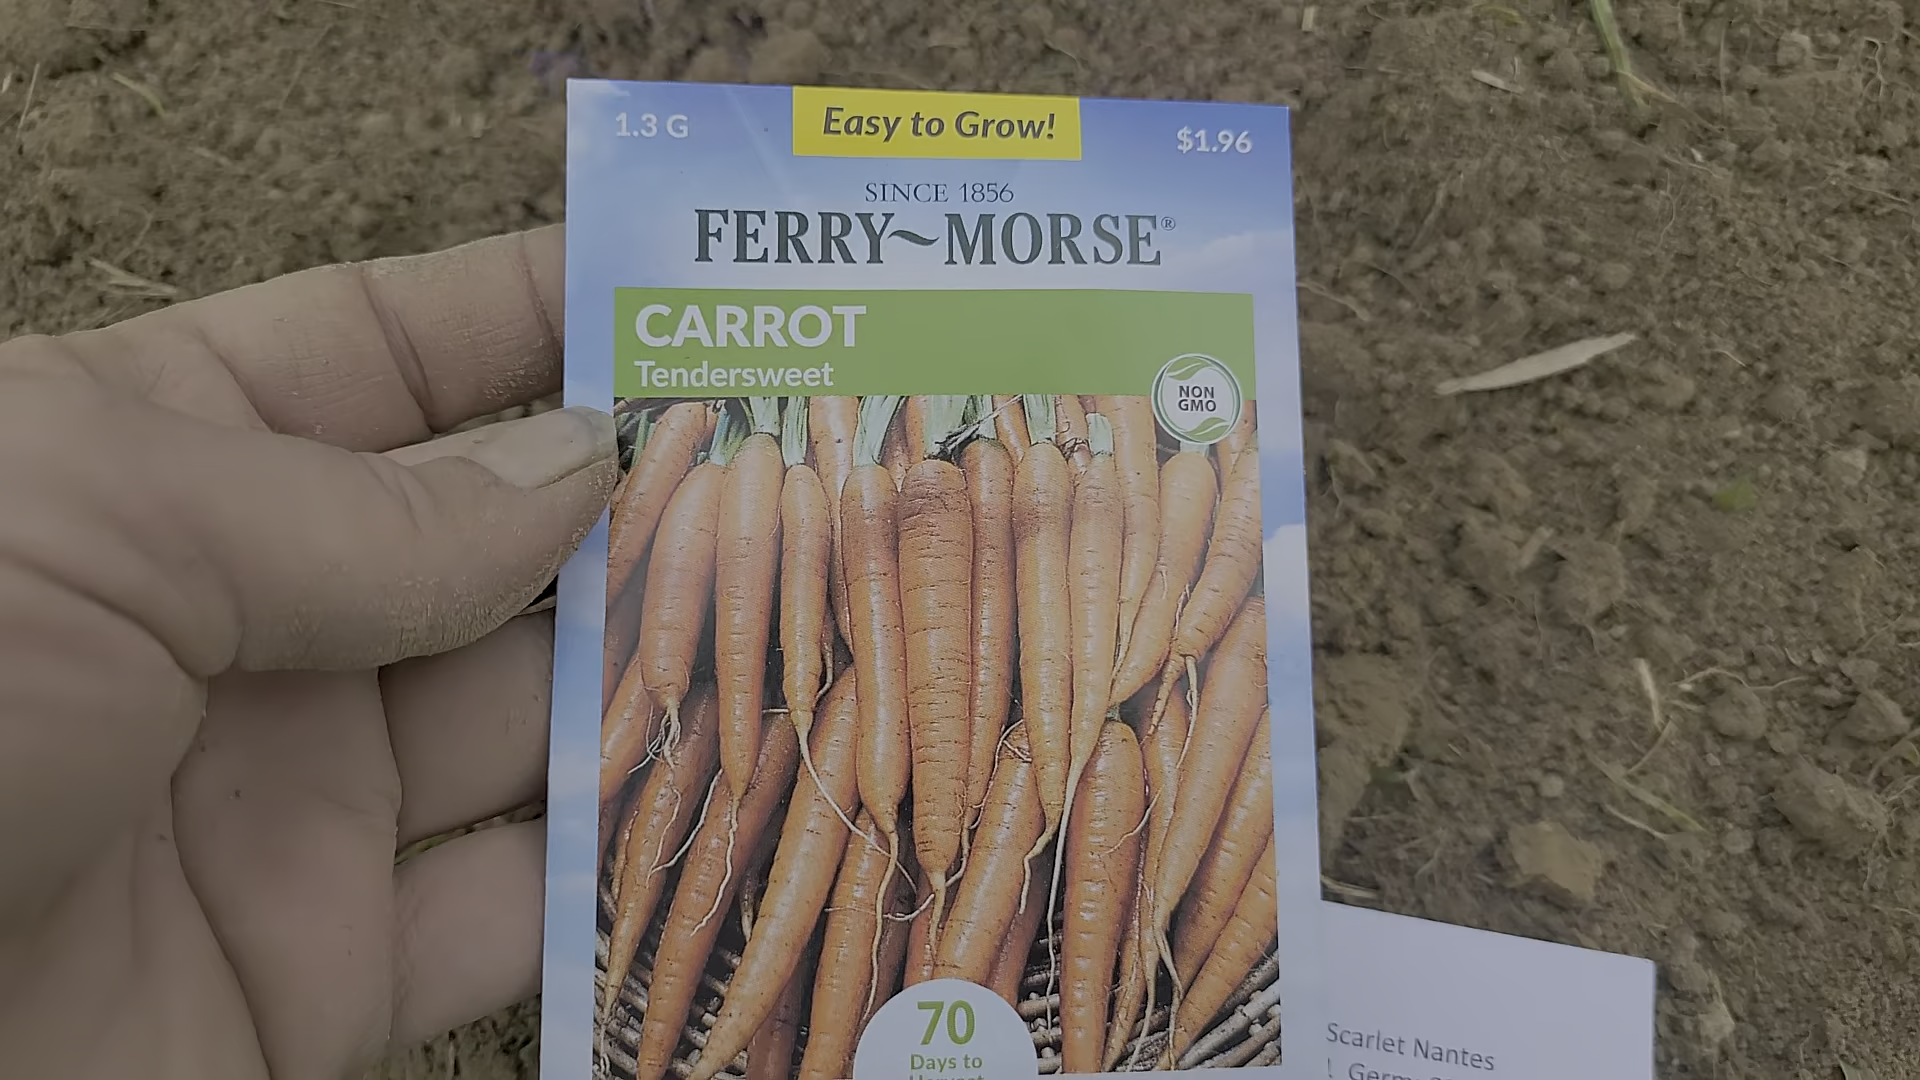 1.3 G
Easy to Grow!
$1.96
SINCE 1856
FERRY~MORSE®
CARROT
Tendersweet
NON
GMO
70
Days to
Harvest
Scarlet Nantes